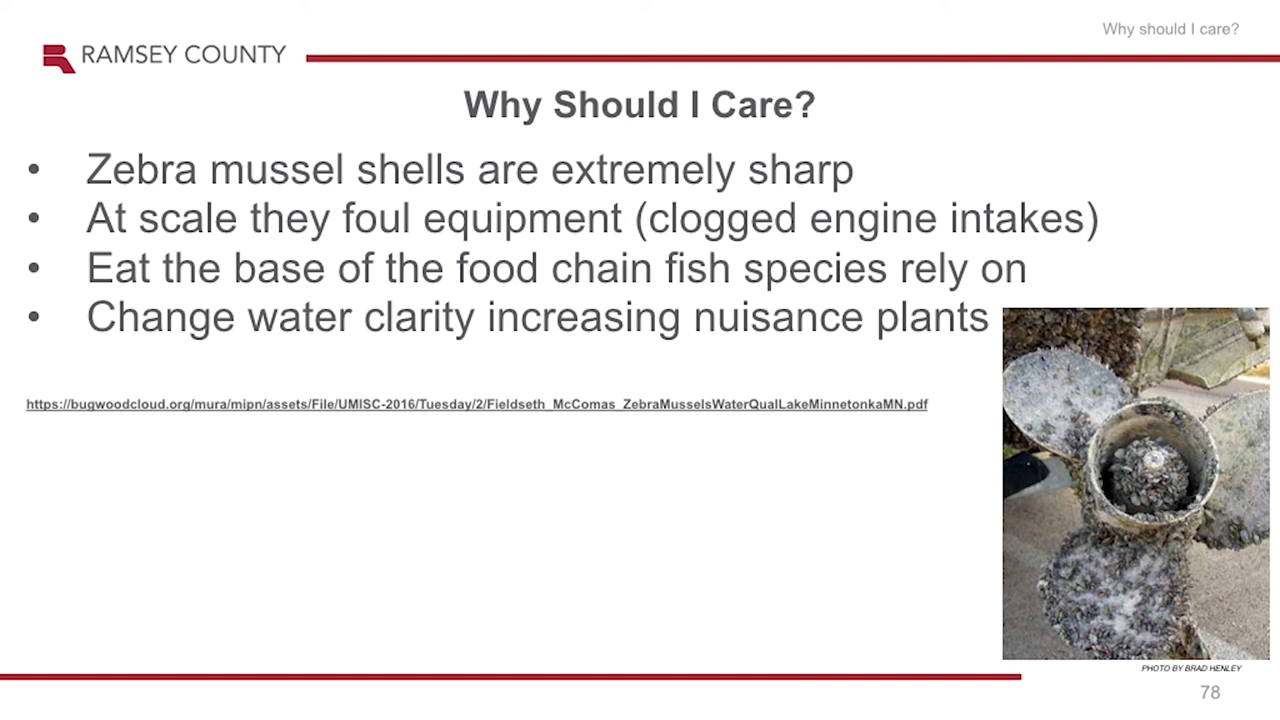 Why should I care?
RAMSEY COUNTY
Why Should I Care?
• Zebra mussel shells are extremely sharp
• At scale they foul equipment (clogged engine intakes)
• Eat the base of the food chain fish species rely on
• Change water clarity increasing nuisance plants
https://bugwoodcloud.org/mura/mipn/assets/File/UMISC-2016/Tuesday/2/Fieldseth_McComas_ZebraMusselsWaterQualLakeMinnetonkaMN.pdf
PHOTO BY BRAD HENLEY
78